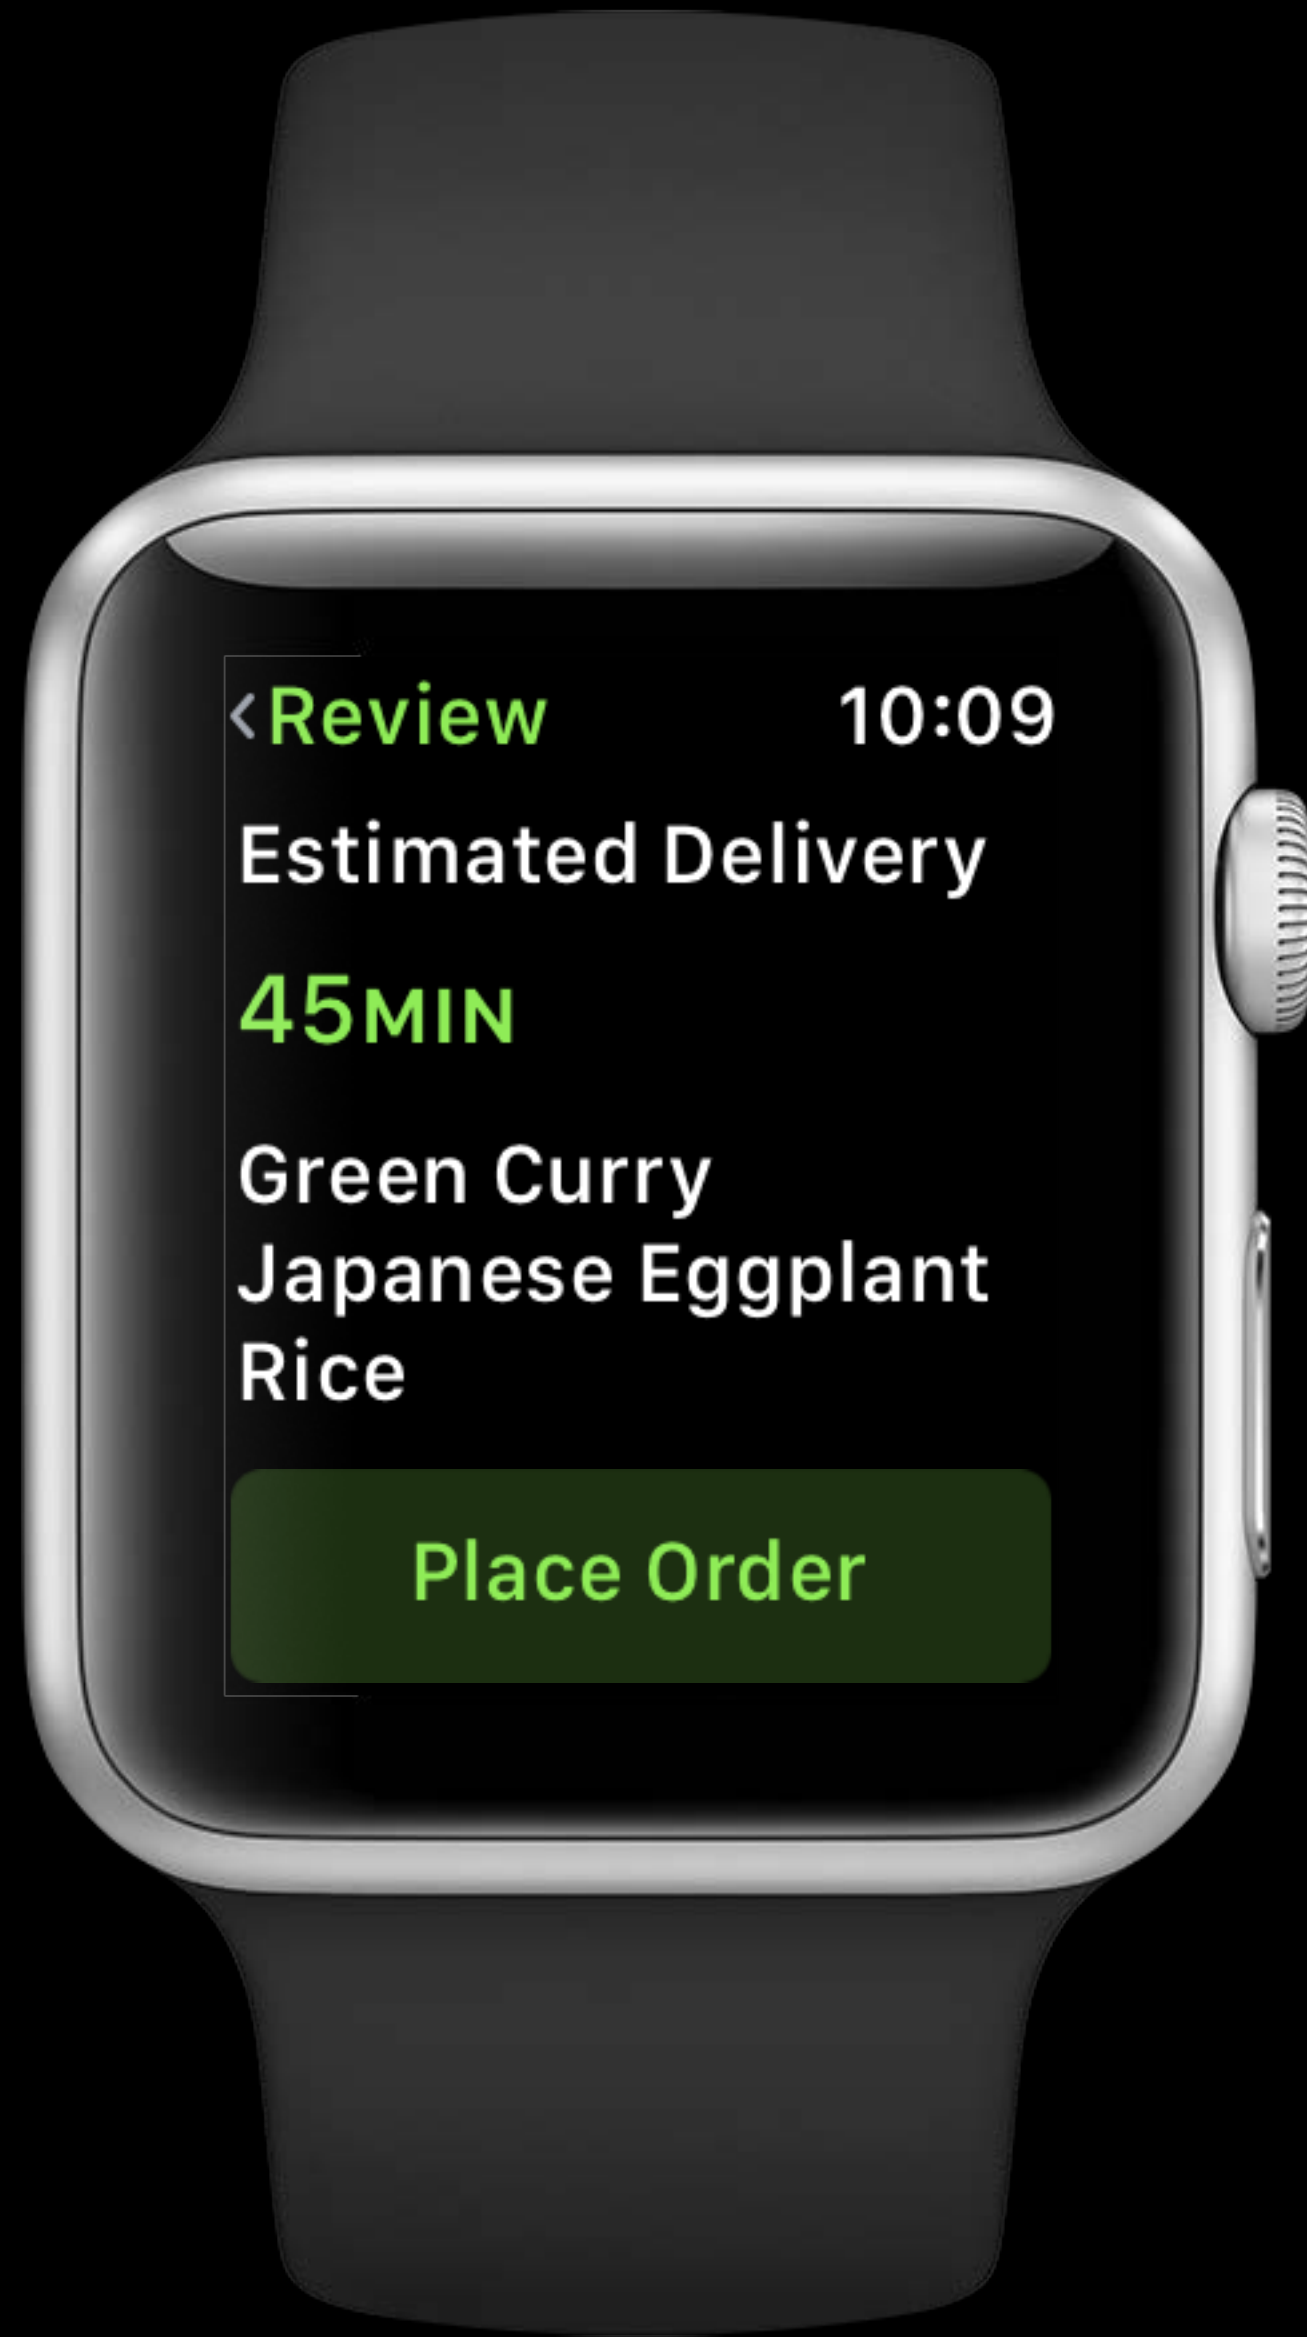 Review 10:09
Estimated Delivery
45MIN
Green Curry
Japanese Eggplant
Rice
Place Order